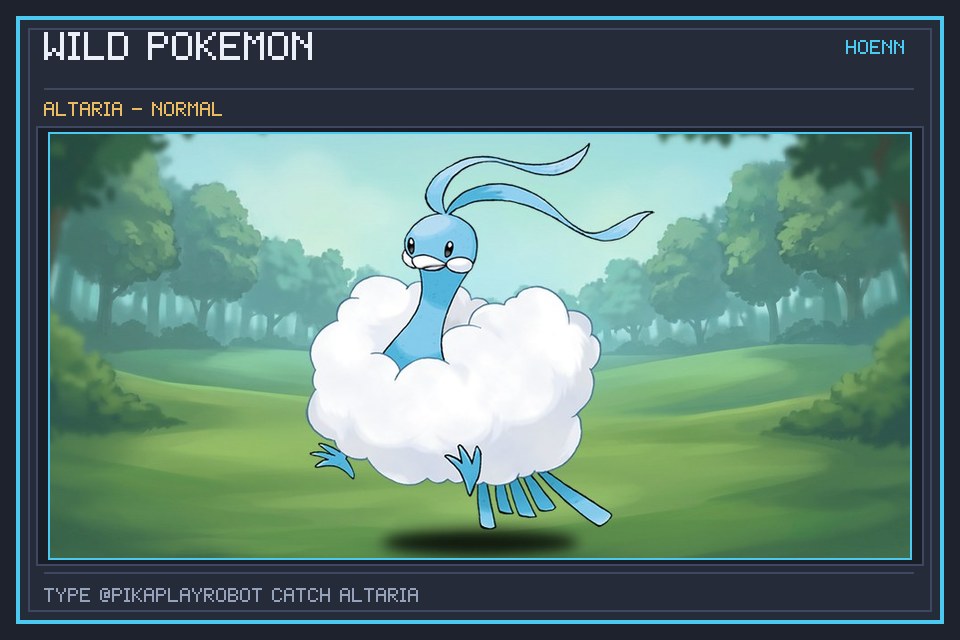 WILD POKEMON
HOENN
ALTARIA - NORMAL
TYPE @PIKAPLAYROBOT CATCH ALTARIA